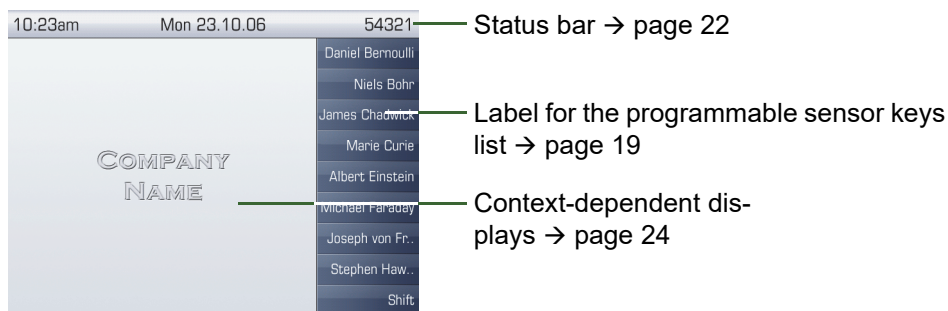 10:23am Mon 23.10.06 54321
Status bar → page 22
Daniel Bernoulli
Niels Bohr
James Chadwick
Marie Curie
Albert Einstein
Michael Faraday
Joseph von Fr..
Stephen Haw..
Shift
COMPANY
NAME
Label for the programmable sensor keys
list → page 19
Context-dependent dis-
plays → page 24